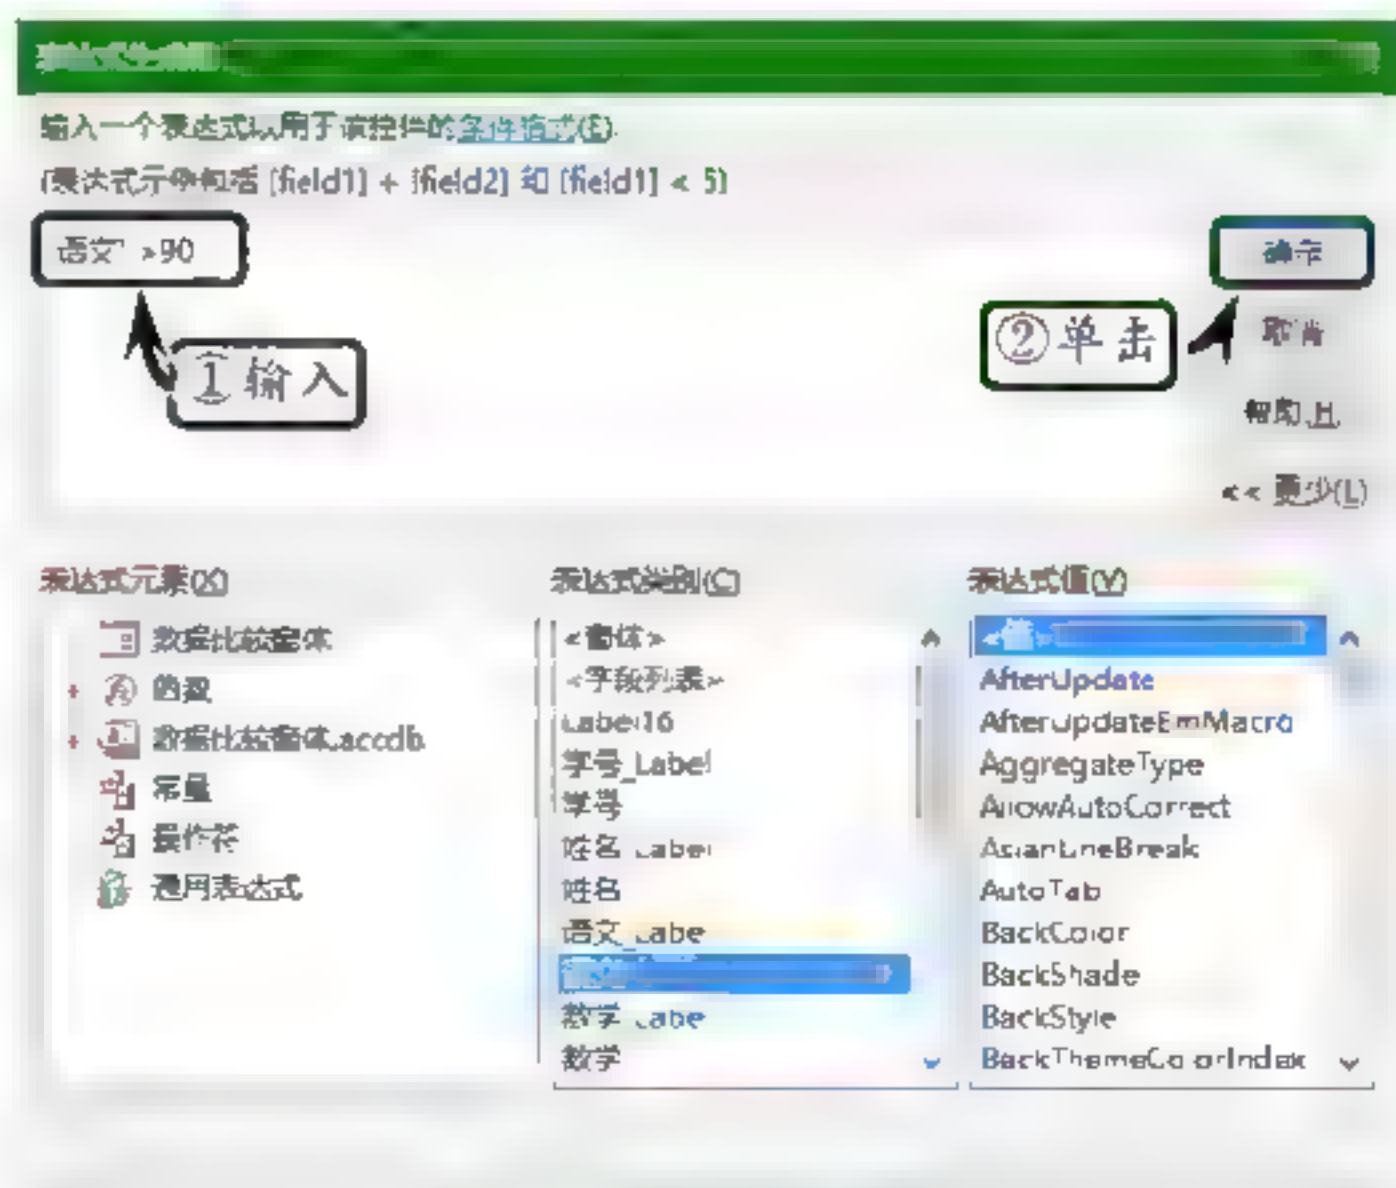 输入一个表达式以用于该控件的条件格式(E).
(表达式示例包括 [field1] + [field2] 和 [field1] < 5)
语文 >90
确定
②单击
取消
①输入
帮助(H)
<< 更少(L)
表达式元素(X)
数据比较窗体
+ 函数
+ 数据比较窗体.accdb
常量
操作符
通用表达式
表达式类别(C)
<窗体>
<字段列表>
Label16
学号_Label
学号
姓名_Label
姓名
语文_Label
数学_Label
数学
表达式值(V)
<值>
AfterUpdate
AfterUpdateEmMacro
AggregateType
AllowAutoCorrect
AsianLineBreak
AutoTab
BackColor
BackShade
BackStyle
BackThemeColorIndex